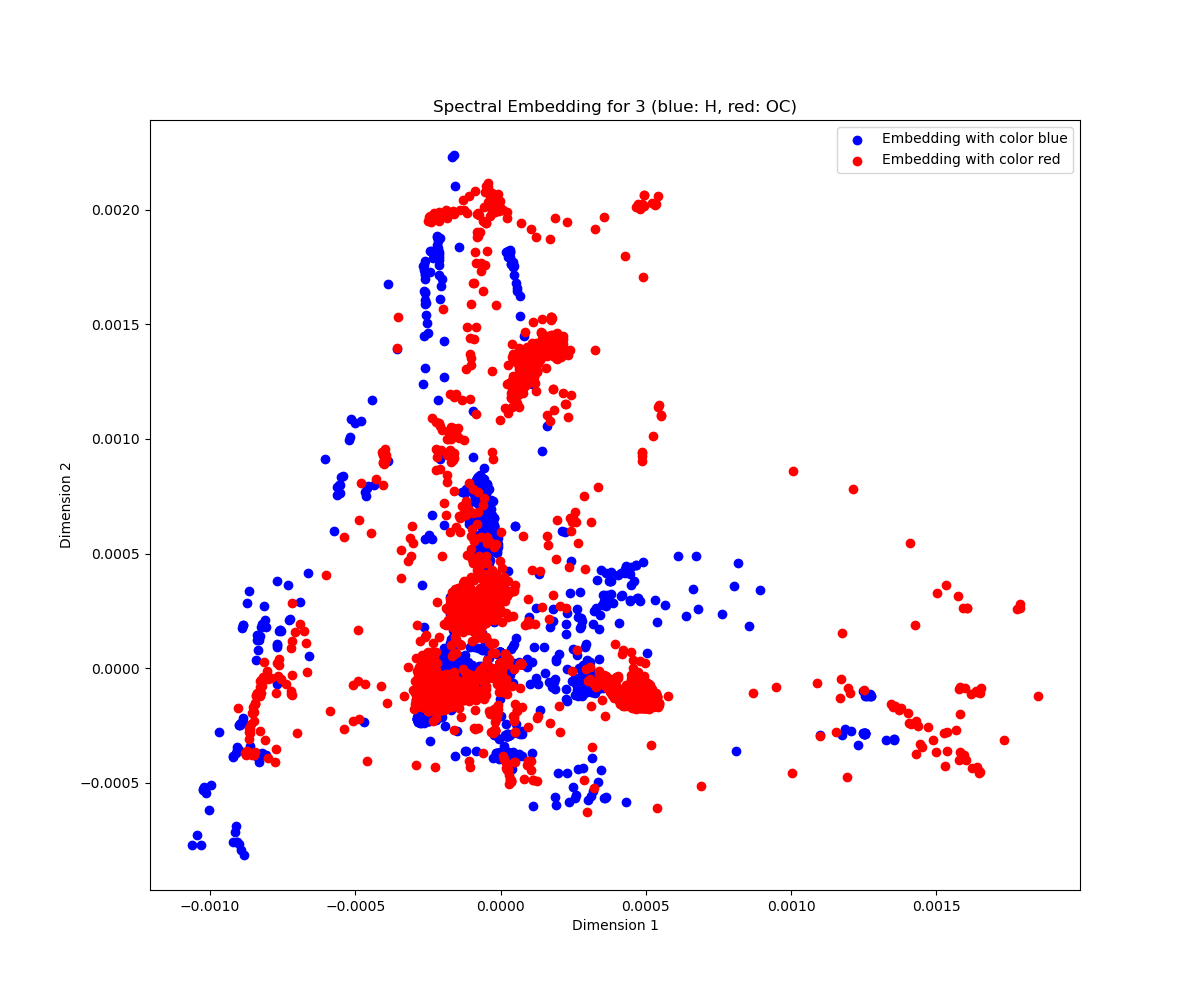 Spectral Embedding for 3 (blue: H, red: OC)
Embedding with color blue
Embedding with color red
0.0020
0.0015
0.0010
0.0005
0.0000
−0.0005
Dimension 2
−0.0010
−0.0005
0.0000
0.0005
0.0010
0.0015
Dimension 1